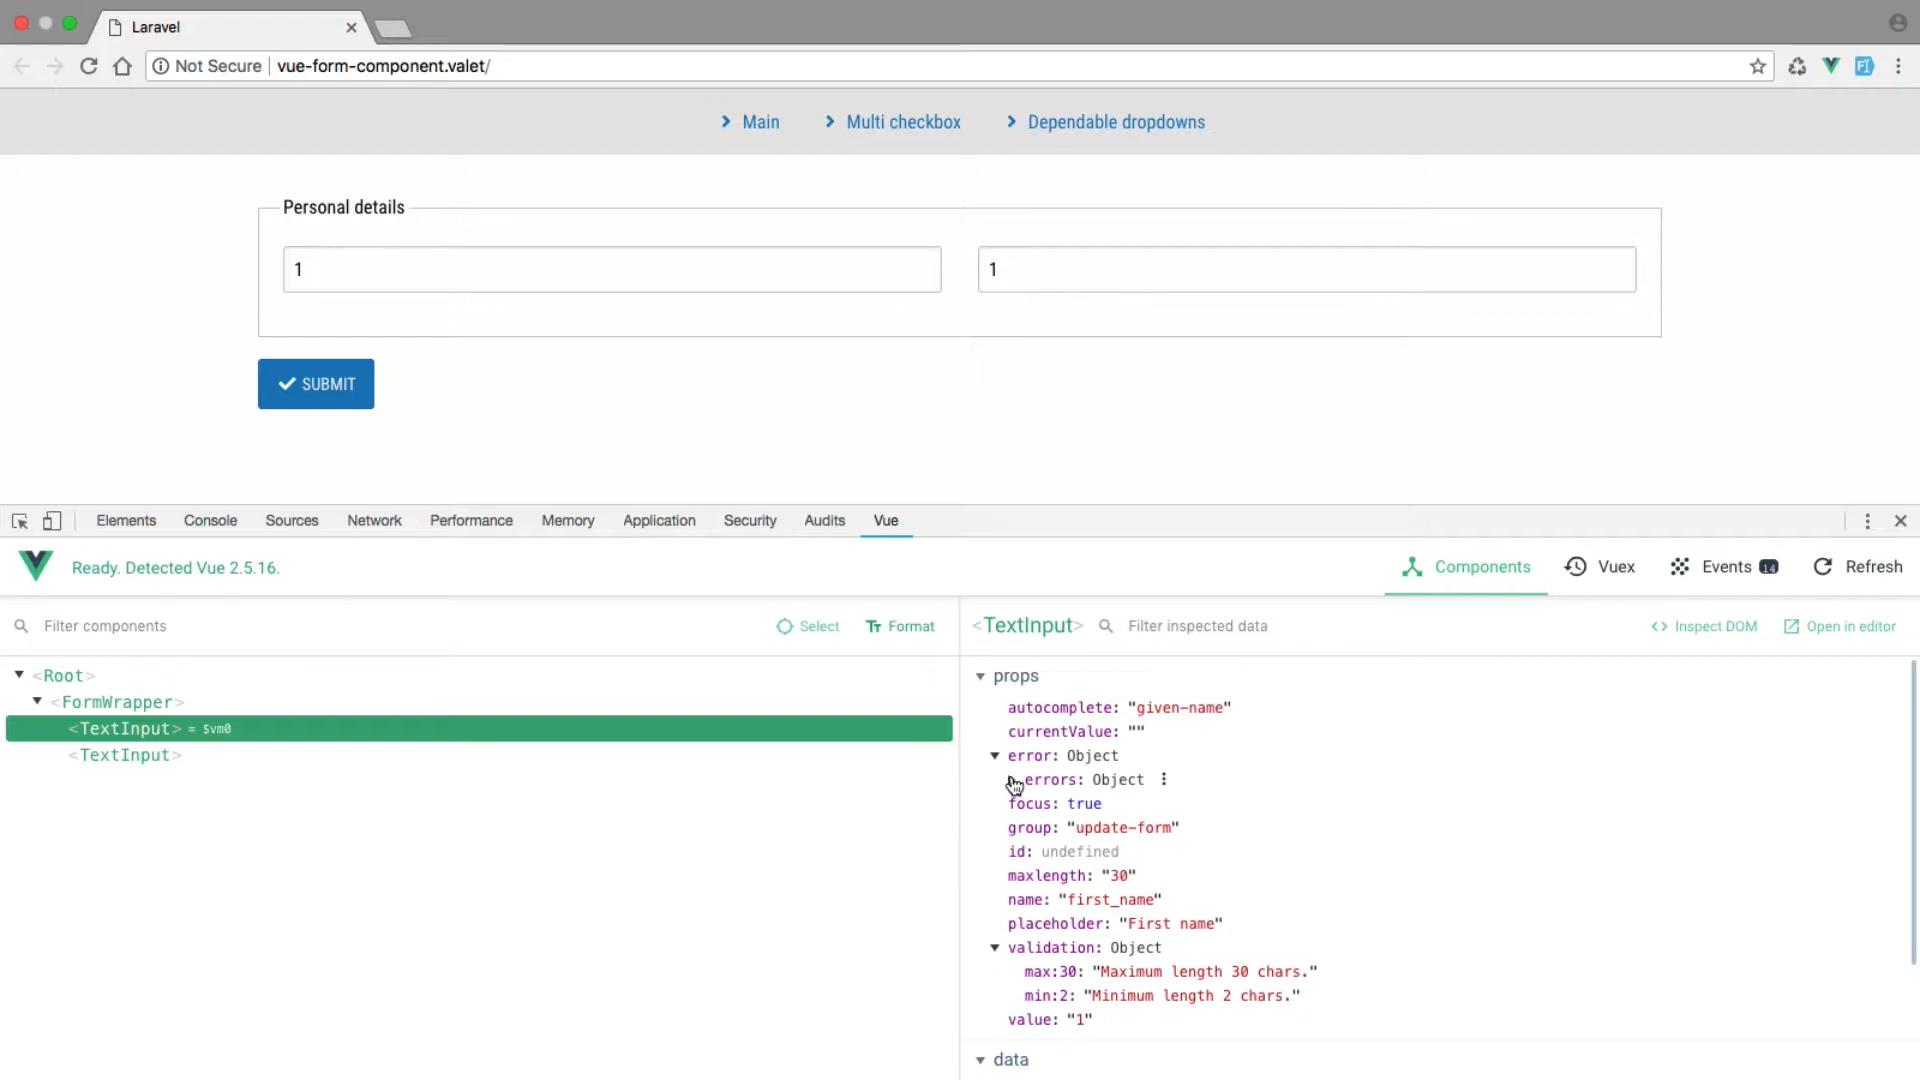 Laravel
Not Secure vue-form-component.valet/
Main Multi checkbox Dependable dropdowns
Personal details
1 1
SUBMIT
Elements Console Sources Network Performance Memory Application Security Audits Vue
Ready. Detected Vue 2.5.16. Components Vuex Events 14 Refresh
Filter components Select Tт Format <TextInput> Filter inspected data <> Inspect DOM Open in editor
<Root> props
autocomplete: "given-name"
<FormWrapper>
<TextInput> = $vm0
currentValue: ""
<TextInput> error: Object
errors: Object
focus: true
group: "update-form"
id: undefined
maxlength: "30"
name: "first_name"
placeholder: "First name"
validation: Object
max:30: "Maximum length 30 chars."
min:2: "Minimum length 2 chars."
value: "1"
data